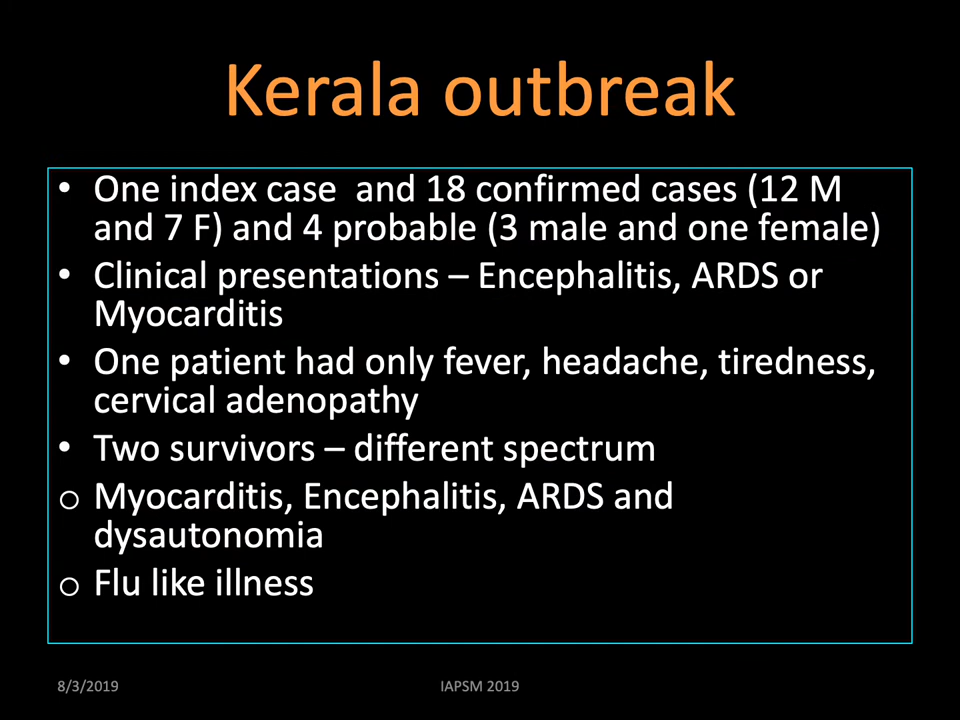 Kerala outbreak
• One index case  and 18 confirmed cases (12 M
and 7 F) and 4 probable (3 male and one female)
• Clinical presentations – Encephalitis, ARDS or
Myocarditis
• One patient had only fever, headache, tiredness,
cervical adenopathy
• Two survivors – different spectrum
o Myocarditis, Encephalitis, ARDS and
dysautonomia
o Flu like illness
8/3/2019
IAPSM 2019